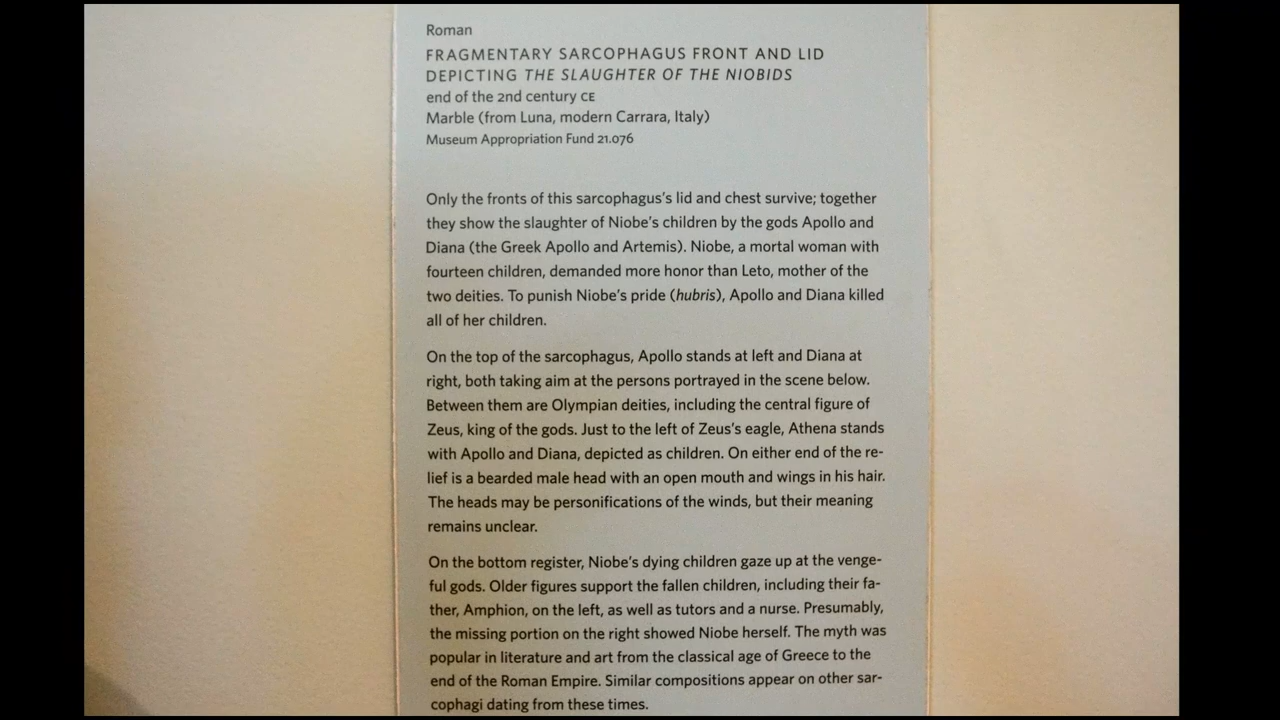 Roman
FRAGMENTARY SARCOPHAGUS FRONT AND LID
DEPICTING THE SLAUGHTER OF THE NIOBIDS
end of the 2nd century CE
Marble (from Luna, modern Carrara, Italy)
Museum Appropriation Fund 21.076
Only the fronts of this sarcophagus's lid and chest survive; together
they show the slaughter of Niobe's children by the gods Apollo and
Diana (the Greek Apollo and Artemis). Niobe, a mortal woman with
fourteen children, demanded more honor than Leto, mother of the
two deities. To punish Niobe's pride (hubris), Apollo and Diana killed
all of her children.
On the top of the sarcophagus, Apollo stands at left and Diana at
right, both taking aim at the persons portrayed in the scene below.
Between them are Olympian deities, including the central figure of
Zeus, king of the gods. Just to the left of Zeus's eagle, Athena stands
with Apollo and Diana, depicted as children. On either end of the re-
lief is a bearded male head with an open mouth and wings in his hair.
The heads may be personifications of the winds, but their meaning
remains unclear.
On the bottom register, Niobe's dying children gaze up at the venge-
ful gods. Older figures support the fallen children, including their fa-
ther, Amphion, on the left, as well as tutors and a nurse. Presumably,
the missing portion on the right showed Niobe herself. The myth was
popular in literature and art from the classical age of Greece to the
end of the Roman Empire. Similar compositions appear on other sar-
cophagi dating from these times.